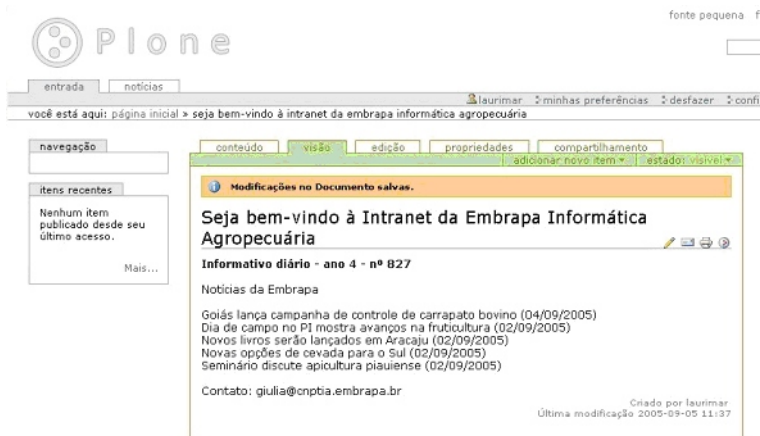 fonte pequena
Plone
entrada notícias
laurimar minhas preferências desfazer
você está aqui: página inicial » seja bem-vindo à intranet da embrapa informática agropecuária
navegação
itens recentes
Nenhum item
publicado desde seu
último acesso.
Mais...
conteúdo visão edição propriedades compartilhamento
adicionar novo item estado: visível
Modificações no Documento salvas.
Seja bem-vindo à Intranet da Embrapa Informática
Agropecuária
Informativo diário - ano 4 - nº 827
Notícias da Embrapa
Goiás lança campanha de controle de carrapato bovino (04/09/2005)
Dia de campo no PI mostra avanços na fruticultura (02/09/2005)
Novos livros serão lançados em Aracaju (02/09/2005)
Novas opções de cevada para o Sul (02/09/2005)
Seminário discute apicultura piauiense (02/09/2005)
Contato: giulia@cnptia.embrapa.br
Criado por laurimar
Última modificação 2005-09-05 11:37